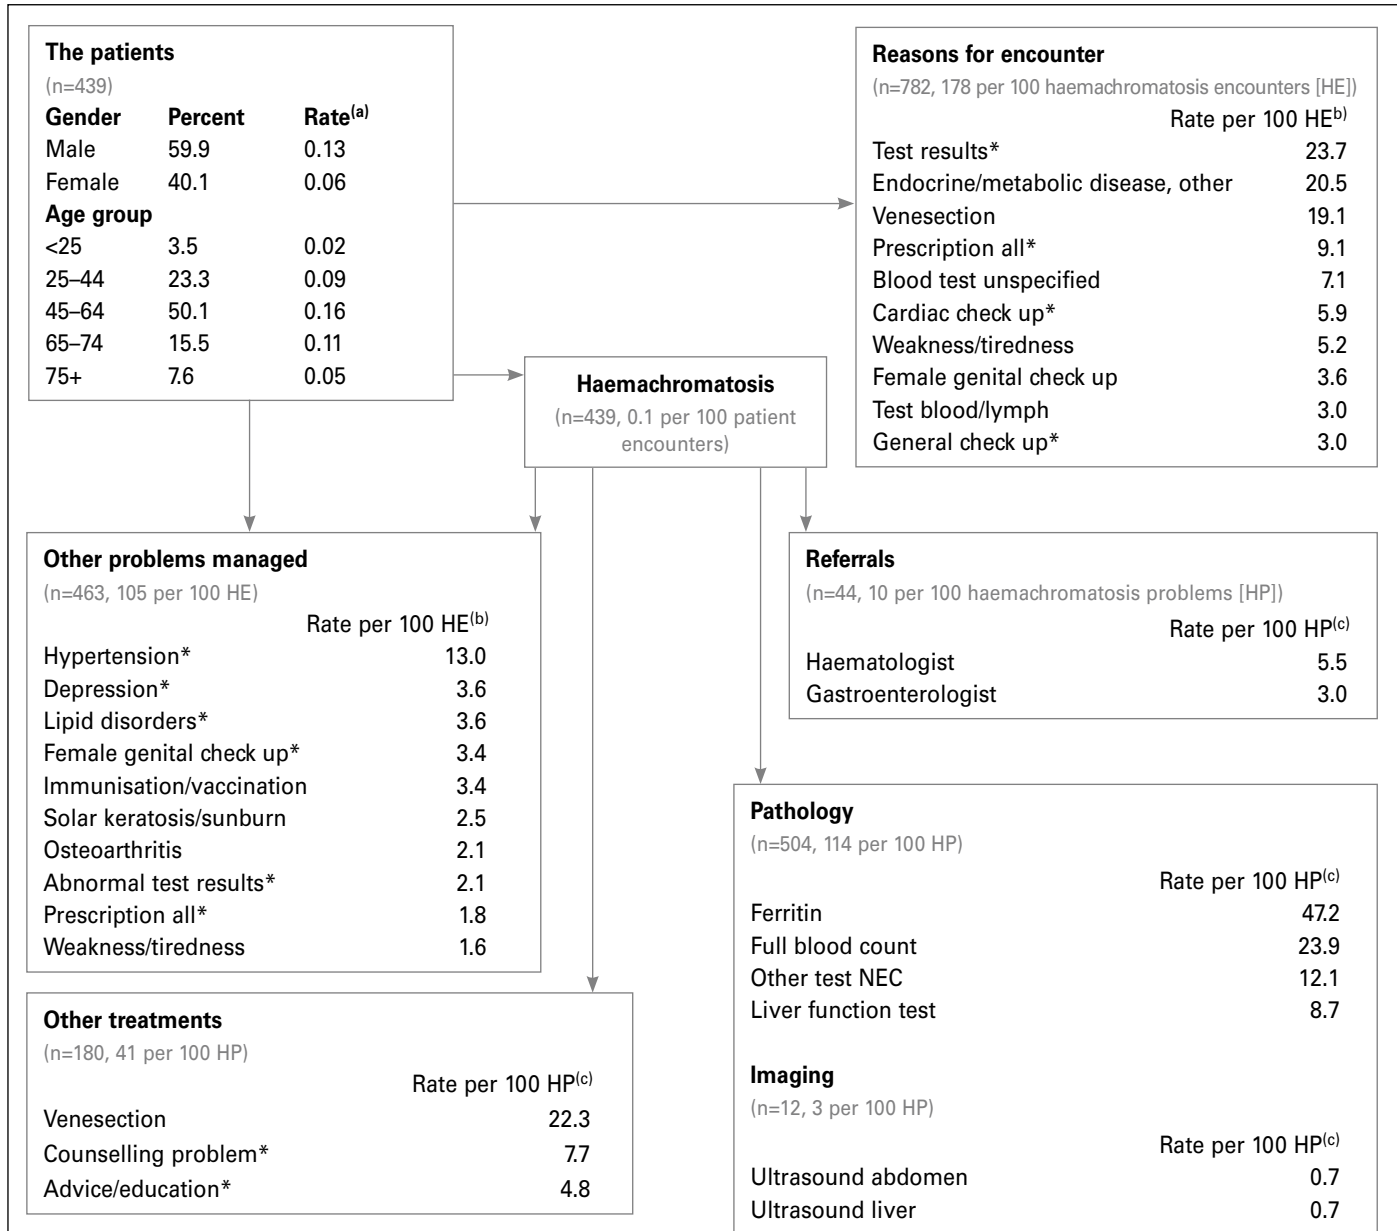 The patients
(n=439)
Gender Percent Rate(a)
Male 59.9 0.13
Female 40.1 0.06
Age group
<25 3.5 0.02
25–44 23.3 0.09
45–64 50.1 0.16
65–74 15.5 0.11
75+ 7.6 0.05
Reasons for encounter
(n=782, 178 per 100 haemachromatosis encounters [HE])
Rate per 100 HEb)
Test results* 23.7
Endocrine/metabolic disease, other 20.5
Venesection 19.1
Prescription all* 9.1
Blood test unspecified 7.1
Cardiac check up* 5.9
Weakness/tiredness 5.2
Female genital check up 3.6
Test blood/lymph 3.0
General check up* 3.0
Haemachromatosis
(n=439, 0.1 per 100 patient
encounters)
Other problems managed
(n=463, 105 per 100 HE)
Rate per 100 HE(b)
Hypertension* 13.0
Depression* 3.6
Lipid disorders* 3.6
Female genital check up* 3.4
Immunisation/vaccination 3.4
Solar keratosis/sunburn 2.5
Osteoarthritis 2.1
Abnormal test results* 2.1
Prescription all* 1.8
Weakness/tiredness 1.6
Referrals
(n=44, 10 per 100 haemachromatosis problems [HP])
Rate per 100 HP(c)
Haematologist 5.5
Gastroenterologist 3.0
Other treatments
(n=180, 41 per 100 HP)
Rate per 100 HP(c)
Venesection 22.3
Counselling problem* 7.7
Advice/education* 4.8
Pathology
(n=504, 114 per 100 HP)
Rate per 100 HP(c)
Ferritin 47.2
Full blood count 23.9
Other test NEC 12.1
Liver function test 8.7
Imaging
(n=12, 3 per 100 HP)
Rate per 100 HP(c)
Ultrasound abdomen 0.7
Ultrasound liver 0.7